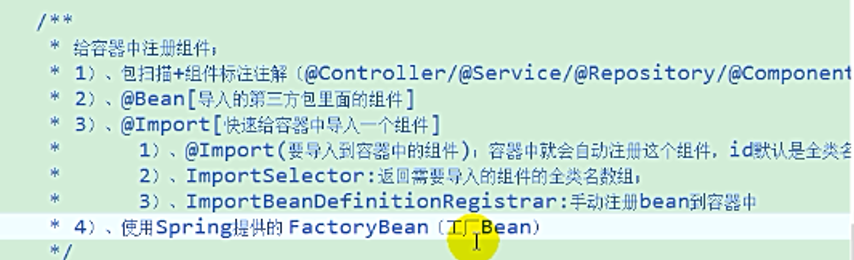 /**
* 给容器中注册组件；
* 1）、包扫描+组件标注注解（@Controller/@Service/@Repository/@Component
* 2）、@Bean[导入的第三方包里面的组件]
* 3）、@Import[快速给容器中导入一个组件]
* 1）、@Import(要导入到容器中的组件)；容器中就会自动注册这个组件，id默认是全类名
* 2）、ImportSelector:返回需要导入的组件的全类名数组；
* 3）、ImportBeanDefinitionRegistrar:手动注册bean到容器中
* 4）、使用Spring提供的 FactoryBean（工厂Bean）
*/